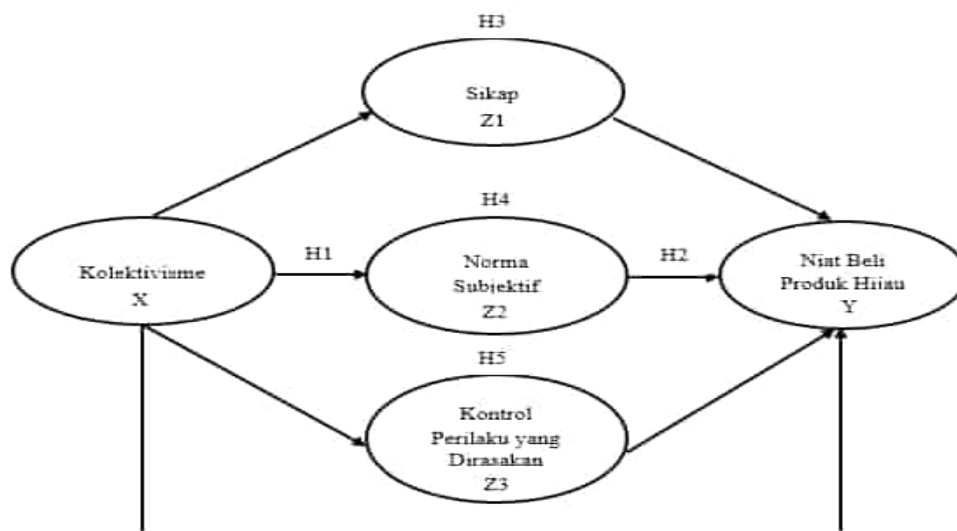 H3
Sikap
Z1
H4
Kolektivisme
X
H1
Norma
Subjektif
Z2
H2
Niat Beli
Produk Hijau
Y
H5
Kontrol
Perilaku yang
Dirasakan
Z3